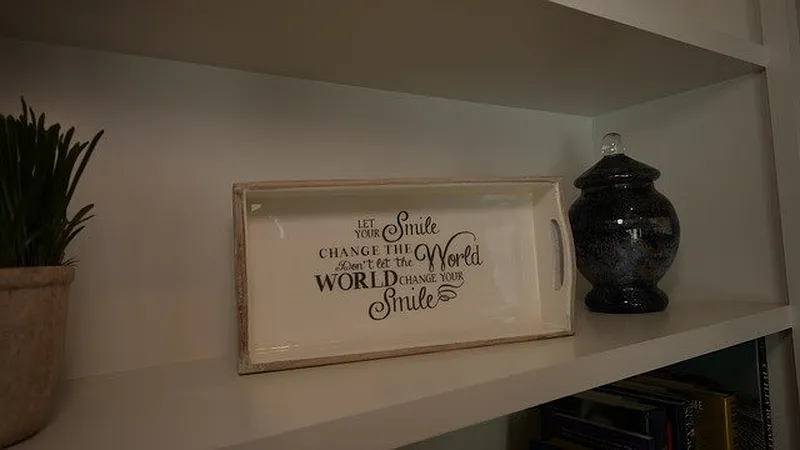 LET YOUR Smile
CHANGE THE World
Don't let the
WORLD CHANGE YOUR
Smile